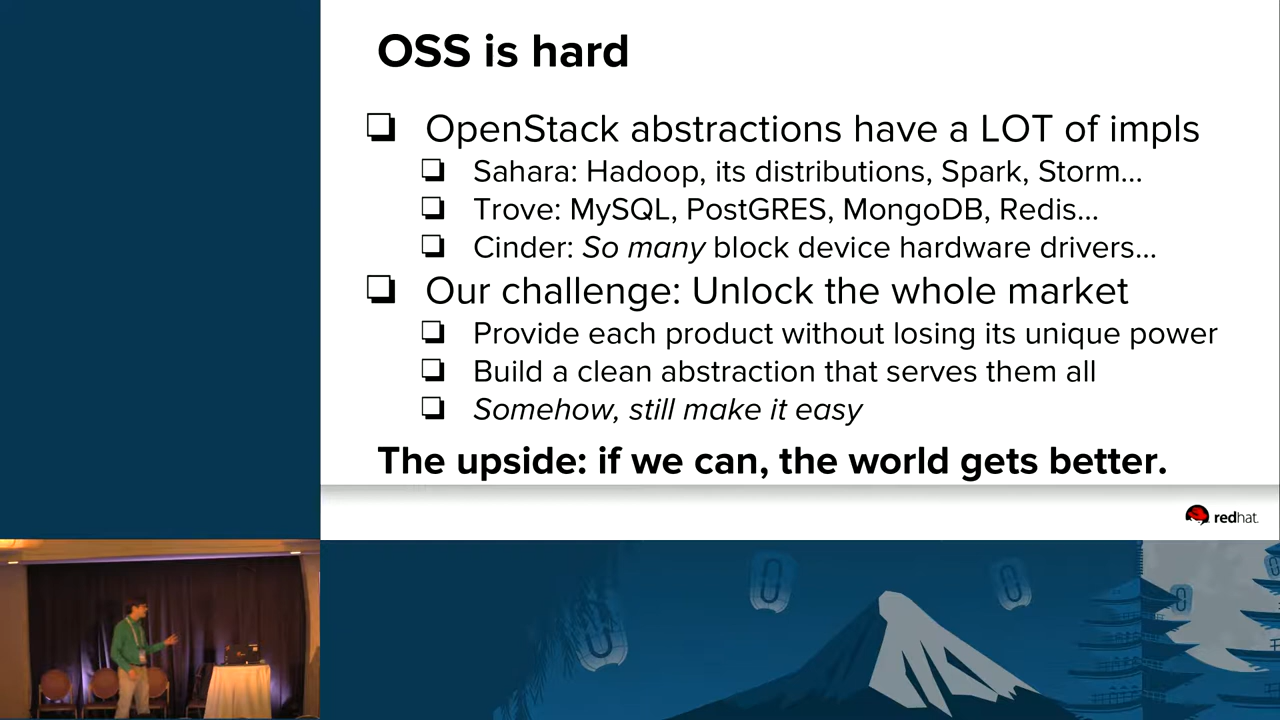 OSS is hard
❏ OpenStack abstractions have a LOT of impls
❏ Sahara: Hadoop, its distributions, Spark, Storm...
❏ Trove: MySQL, PostGRES, MongoDB, Redis...
❏ Cinder: So many block device hardware drivers...
❏ Our challenge: Unlock the whole market
❏ Provide each product without losing its unique power
❏ Build a clean abstraction that serves them all
❏ Somehow, still make it easy
The upside: if we can, the world gets better.
redhat.